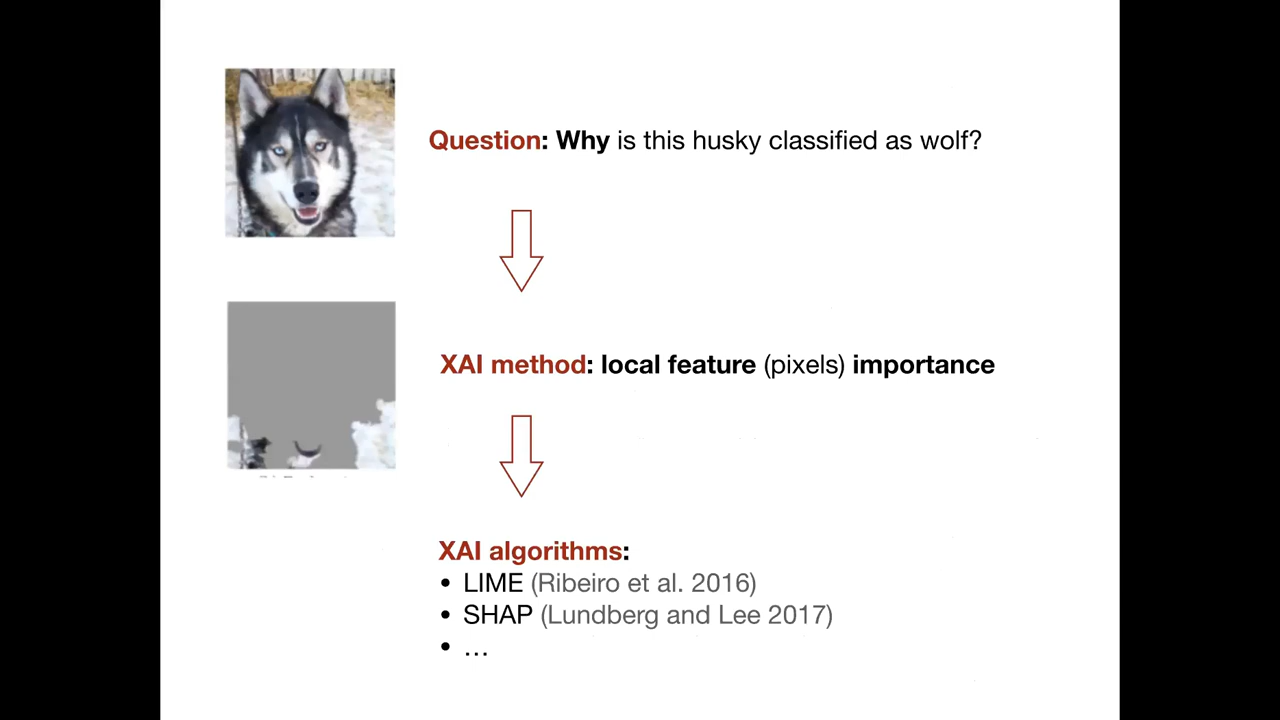 Question: Why is this husky classified as wolf?
XAI method: local feature (pixels) importance
XAI algorithms:
• LIME (Ribeiro et al. 2016)
• SHAP (Lundberg and Lee 2017)
• …